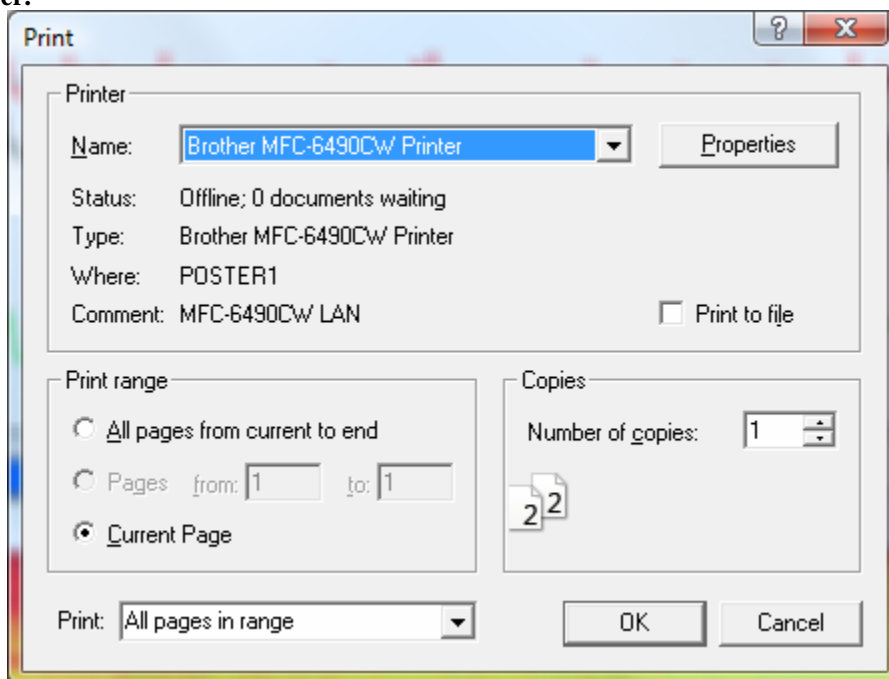 er:
Print
Printer
Name: Brother MFC-6490CW Printer Properties
Status: Offline; 0 documents waiting
Type: Brother MFC-6490CW Printer
Where: POSTER1
Comment: MFC-6490CW LAN Print to file
Print range
All pages from current to end
Pages from: 1 to: 1
Current Page
Copies
Number of copies: 1
2 2
Print: All pages in range OK Cancel